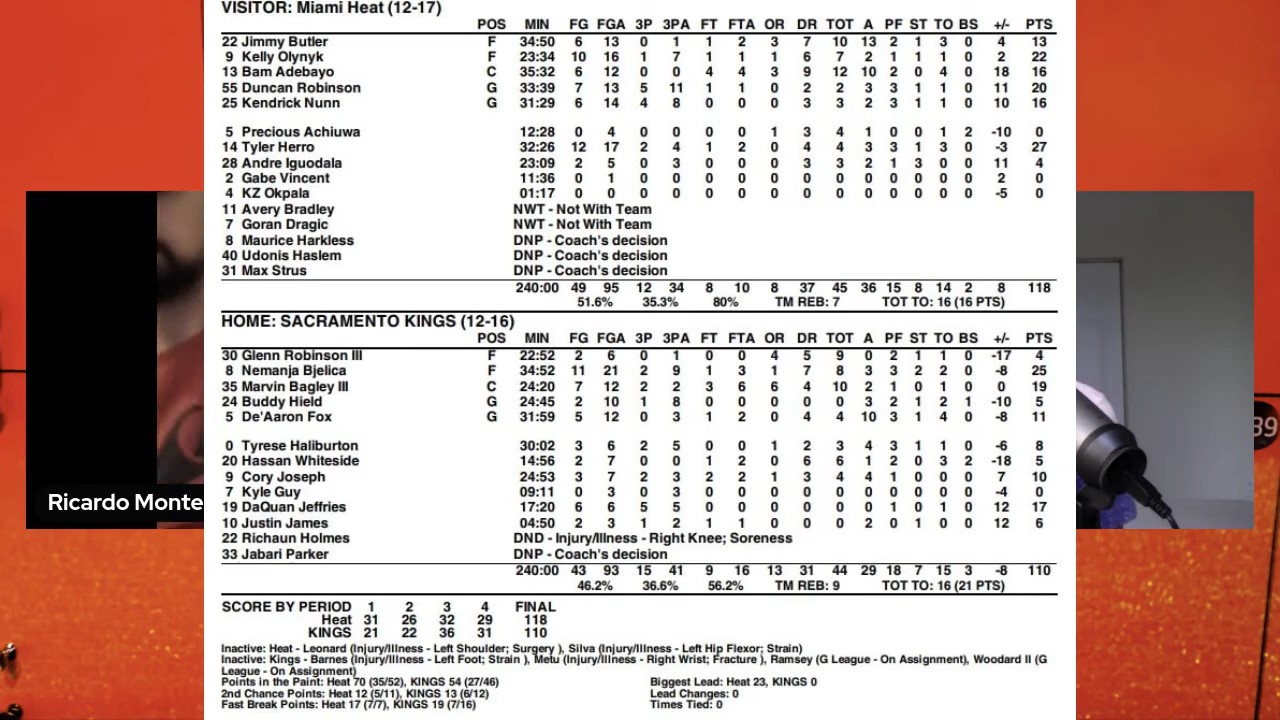 VISITOR: Miami Heat (12-17)
POS MIN FG FGA 3P 3PA FT FTA OR DR TOT A PF ST TO BS +/- PTS
22 Jimmy Butler F 34:50 6 13 0 1 1 2 3 7 10 13 2 1 3 0 4 13
9 Kelly Olynyk F 23:34 10 16 1 7 1 1 1 6 7 2 1 1 1 0 2 22
13 Bam Adebayo C 35:32 6 12 0 0 4 4 3 9 12 10 2 0 4 0 18 16
55 Duncan Robinson G 33:39 7 13 5 11 1 1 0 2 2 3 3 1 1 0 11 20
25 Kendrick Nunn G 31:29 6 14 4 8 0 0 0 3 3 2 3 1 1 0 10 16
5 Precious Achiuwa 12:28 0 4 0 0 0 0 1 3 4 1 0 0 1 2 -10 0
14 Tyler Herro 32:26 12 17 2 4 1 2 0 4 4 3 3 1 3 0 -3 27
28 Andre Iguodala 23:09 2 5 0 3 0 0 0 3 3 2 1 3 0 0 11 4
2 Gabe Vincent 11:36 0 1 0 0 0 0 0 0 0 0 0 0 0 0 2 0
4 KZ Okpala 01:17 0 0 0 0 0 0 0 0 0 0 0 0 0 0 -5 0
11 Avery Bradley NWT - Not With Team
7 Goran Dragic NWT - Not With Team
8 Maurice Harkless DNP - Coach's decision
40 Udonis Haslem DNP - Coach's decision
31 Max Strus DNP - Coach's decision
240:00 49 95 12 34 8 10 8 37 45 36 15 8 14 2 8 118
51.6% 35.3% 80% TM REB: 7 TOT TO: 16 (16 PTS)
HOME: SACRAMENTO KINGS (12-16)
POS MIN FG FGA 3P 3PA FT FTA OR DR TOT A PF ST TO BS +/- PTS
30 Glenn Robinson III F 22:52 2 6 0 1 0 0 4 5 9 0 2 1 1 0 -17 4
8 Nemanja Bjelica F 34:52 11 21 2 9 1 3 1 7 8 3 3 2 2 0 -8 25
35 Marvin Bagley III C 24:20 7 12 2 2 3 6 6 4 10 2 1 0 1 0 0 19
24 Buddy Hield G 24:45 2 10 1 8 0 0 0 0 0 3 2 1 2 1 -10 5
5 De'Aaron Fox G 31:59 5 12 0 3 1 2 0 4 4 10 3 1 4 0 -8 11
0 Tyrese Haliburton 30:02 3 6 2 5 0 0 1 2 3 4 3 1 1 0 -6 8
20 Hassan Whiteside 14:56 2 7 0 0 1 2 0 6 6 1 2 0 3 2 -18 5
9 Cory Joseph 24:53 3 7 2 3 2 2 1 3 4 4 1 0 0 0 7 10
7 Kyle Guy 09:11 0 3 0 3 0 0 0 0 0 0 0 0 0 0 -4 0
19 DaQuan Jeffries 17:20 6 6 5 5 0 0 0 0 0 0 1 0 1 0 12 17
10 Justin James 04:50 2 3 1 2 1 1 0 0 0 2 0 1 0 0 12 6
22 Richaun Holmes DND - Injury/Illness - Right Knee; Soreness
33 Jabari Parker DNP - Coach's decision
240:00 43 93 15 41 9 16 13 31 44 29 18 7 15 3 -8 110
46.2% 36.6% 56.2% TM REB: 9 TOT TO: 16 (21 PTS)
SCORE BY PERIOD 1 2 3 4 FINAL
Heat 31 26 32 29 118
KINGS 21 22 36 31 110
Inactive: Heat - Leonard (Injury/Illness - Left Shoulder; Surgery ), Silva (Injury/Illness - Left Hip Flexor; Strain)
Inactive: Kings - Barnes (Injury/Illness - Left Foot; Strain ), Metu (Injury/Illness - Right Wrist; Fracture ), Ramsey (G League - On Assignment), Woodard II (G
League - On Assignment)
Points in the Paint: Heat 70 (35/52), KINGS 54 (27/46) Biggest Lead: Heat 23, KINGS 0
2nd Chance Points: Heat 12 (5/11), KINGS 13 (6/12) Lead Changes: 0
Fast Break Points: Heat 17 (7/7), KINGS 19 (7/16) Times Tied: 0
Ricardo Monte
39